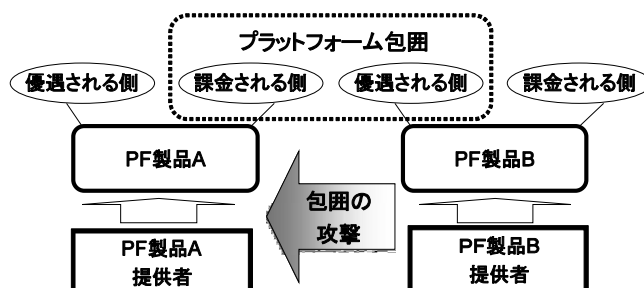 プラットフォーム包囲
優遇される側
課金される側
優遇される側
課金される側
PF製品A
PF製品B
包囲の
攻撃
PF製品A
提供者
PF製品B
提供者